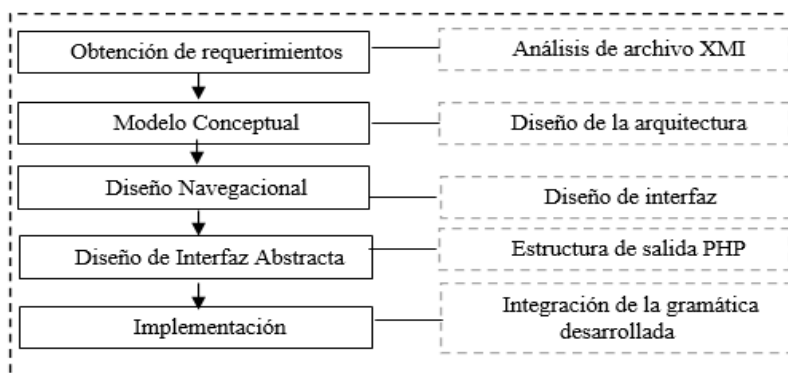 Obtención de requerimientos
Análisis de archivo XMI
Modelo Conceptual
Diseño de la arquitectura
Diseño Navegacional
Diseño de interfaz
Diseño de Interfaz Abstracta
Estructura de salida PHP
Implementación
Integración de la gramática
desarrollada